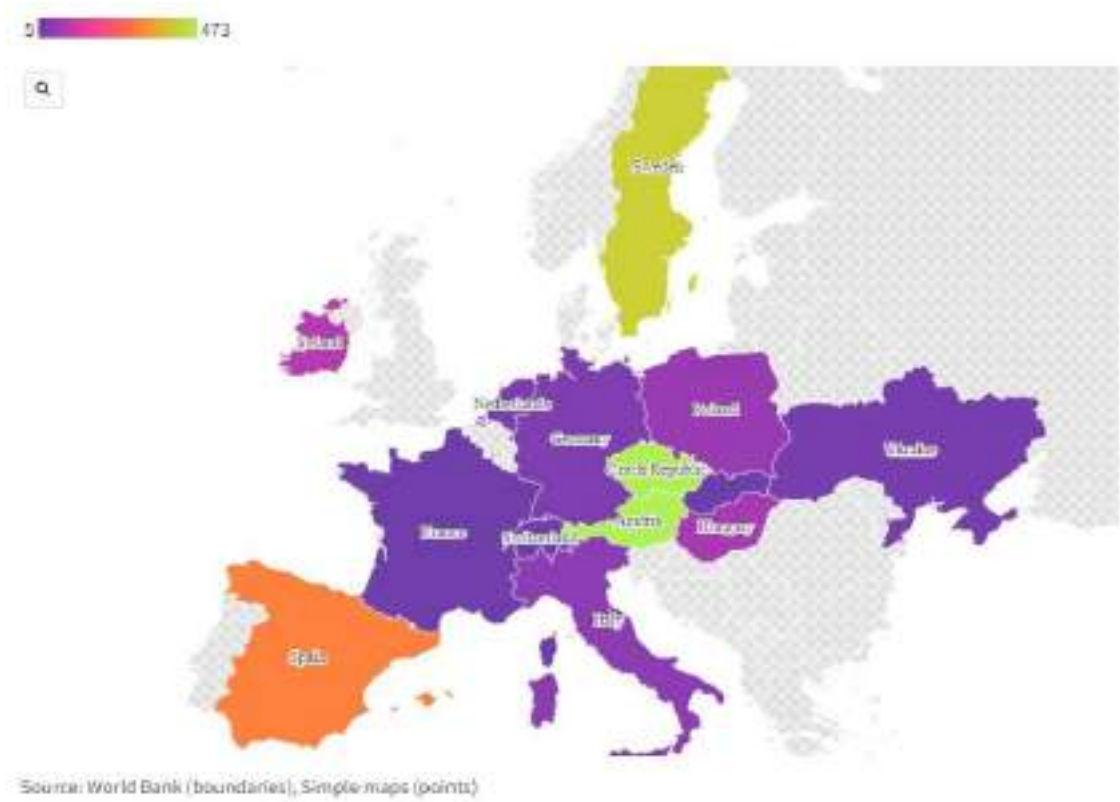 5 473
Sweden
Ireland
Netherlands
Poland
Germany
Ukraine
Czech Republic
Austria
Hungary
France
Switzerland
Italy
Spain
Source: World Bank (boundaries), Simple maps (points)